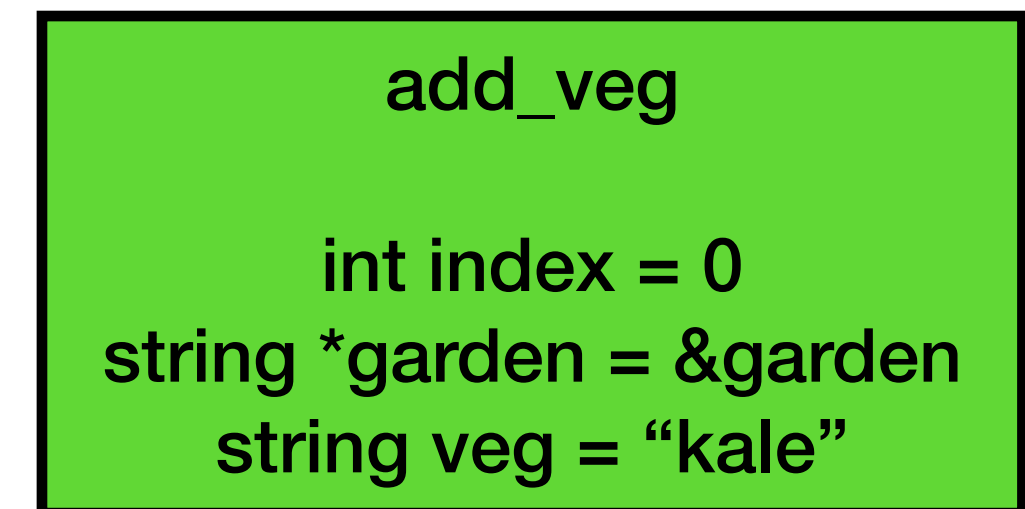 add_veg
int index = 0
string *garden = &garden
string veg = “kale”